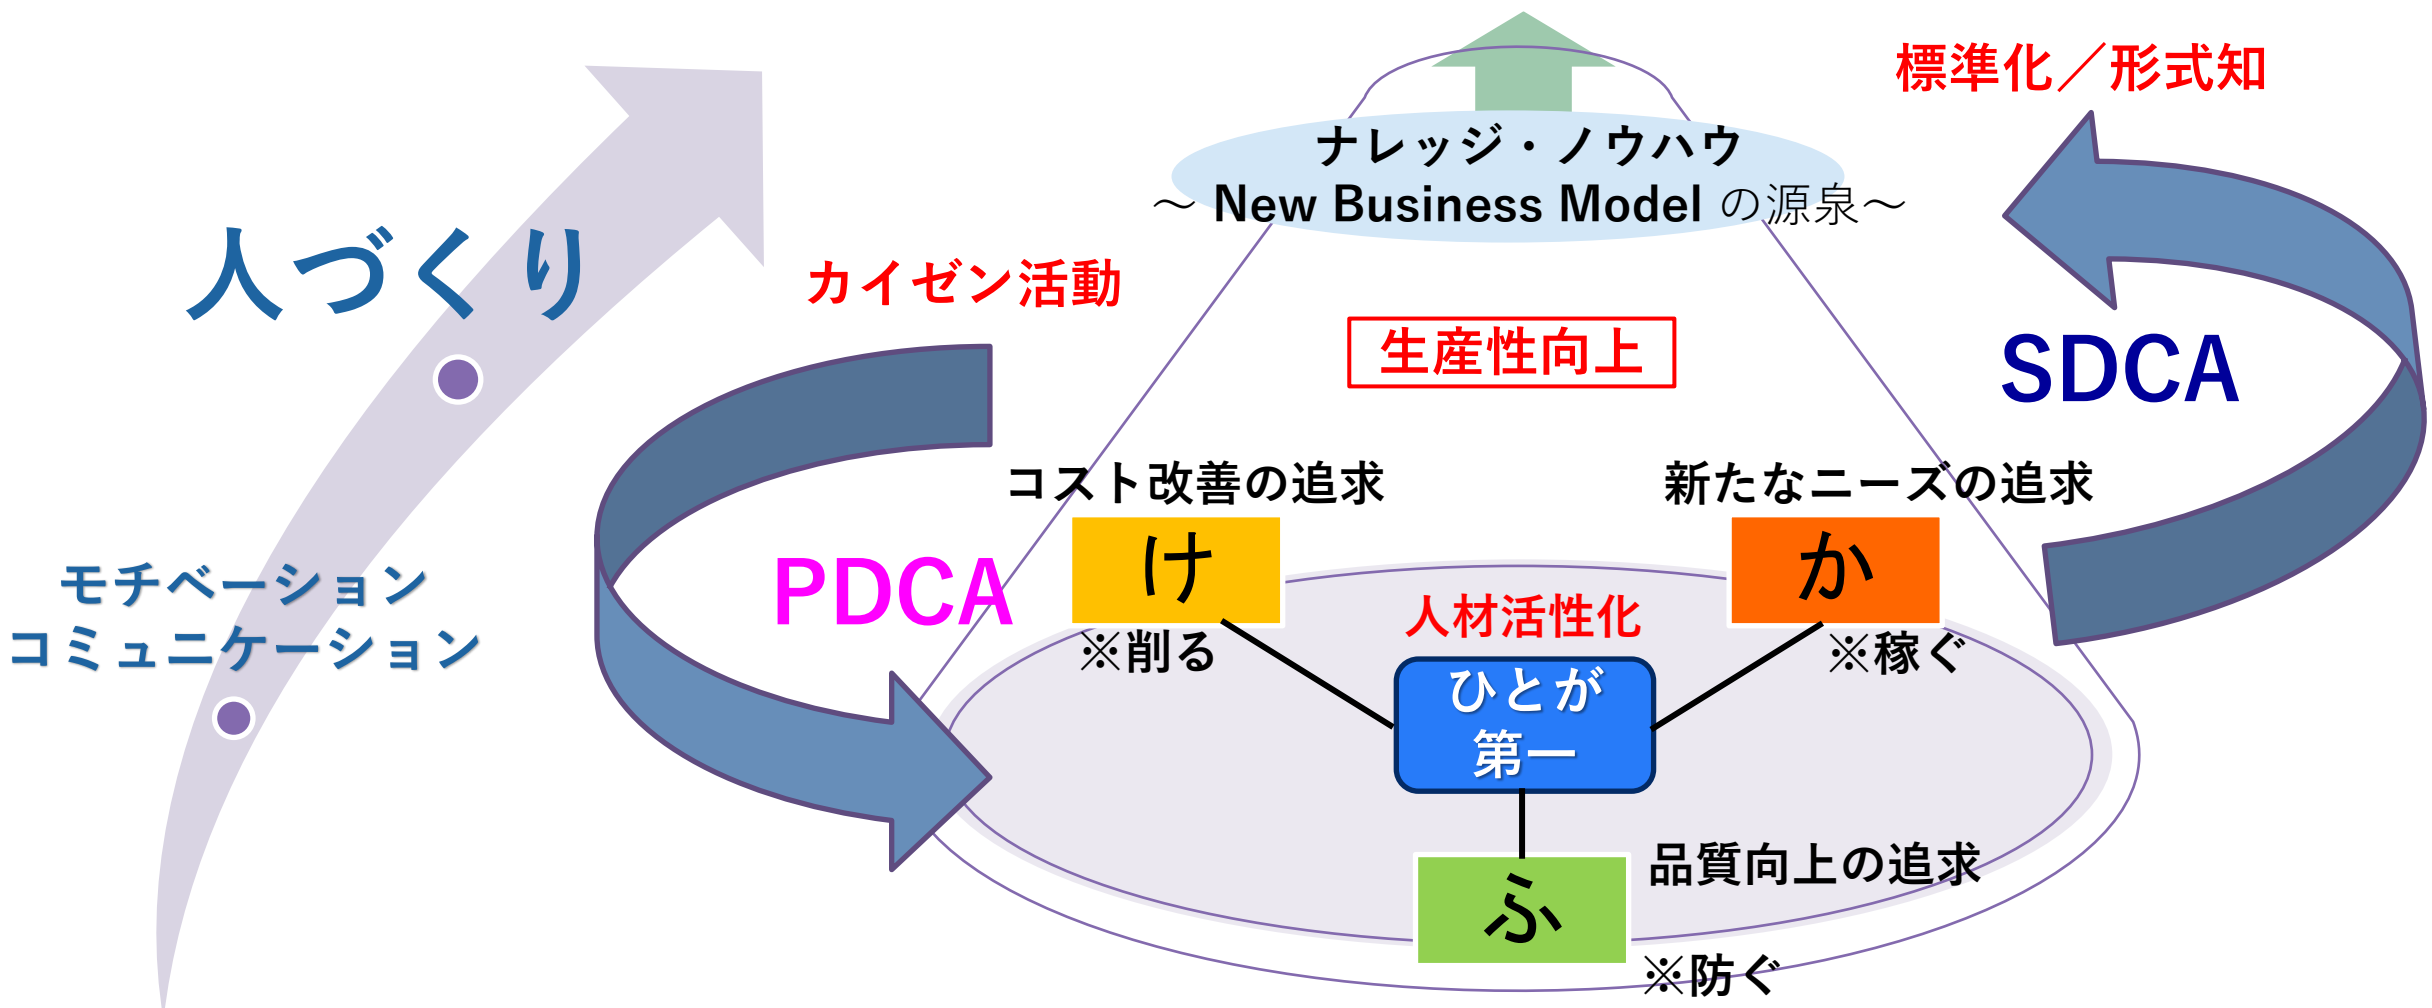 標準化／形式知
ナレッジ・ノウハウ
～ New Business Model の源泉～
人づくり
カイゼン活動
生産性向上
SDCA
コスト改善の追求
新たなニーズの追求
け
か
PDCA
モチベーション
コミュニケーション
人材活性化
※削る
※稼ぐ
ひとが
第一
品質向上の追求
ふ
※防ぐ